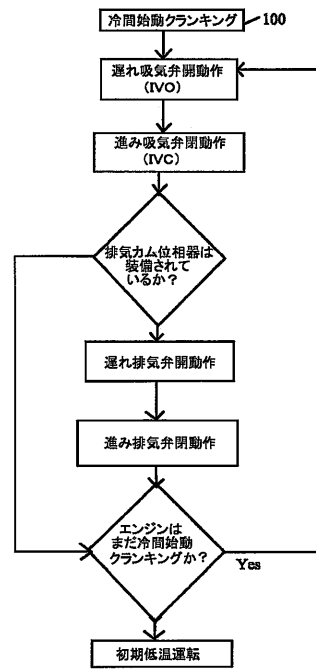 冷間始動クランキング
100
遅れ吸気弁開動作
(IVO)
進み吸気弁閉動作
(IVC)
排気カム位相器は
装備されて
いるか？
遅れ排気弁開動作
進み排気弁閉動作
エンジンは
まだ冷間始動
クランキングか？
Yes
初期低温運転